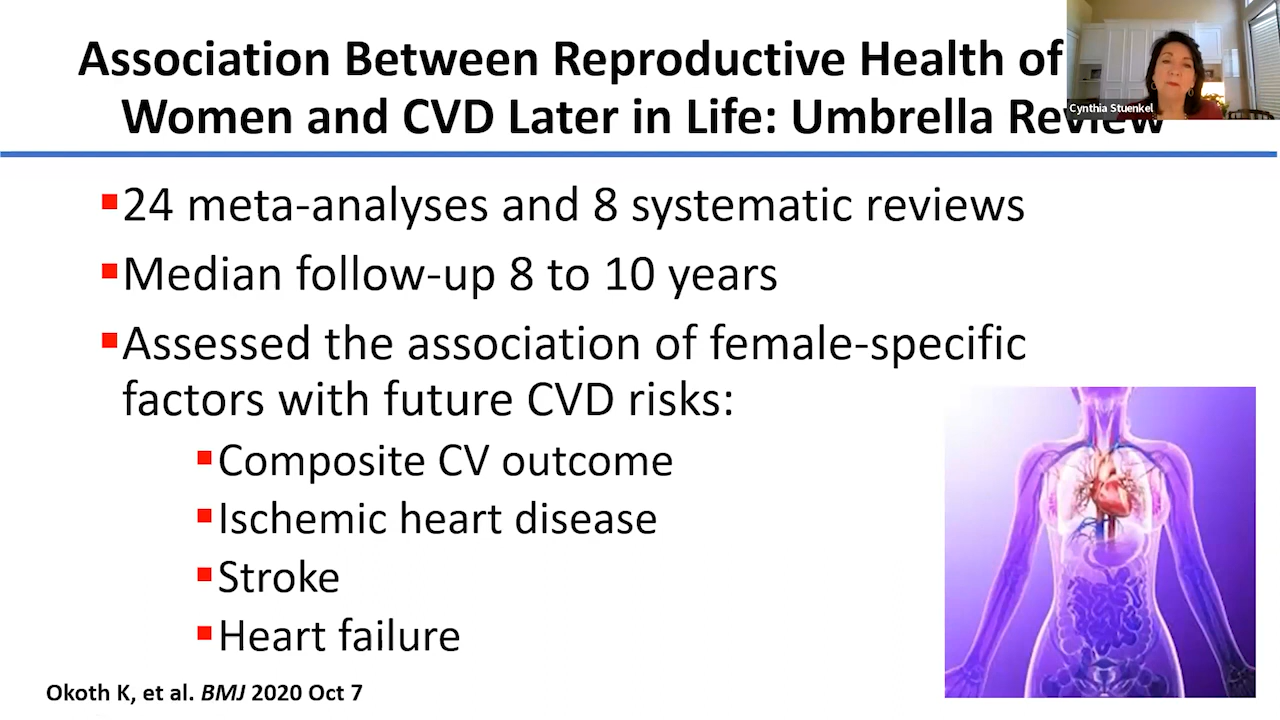 Association Between Reproductive Health of
Women and CVD Later in Life: Umbrella Review
Cynthia Stuenkel
▪24 meta-analyses and 8 systematic reviews
▪Median follow-up 8 to 10 years
▪Assessed the association of female-specific
factors with future CVD risks:
▪Composite CV outcome
▪Ischemic heart disease
▪Stroke
▪Heart failure
Okoth K, et al. BMJ 2020 Oct 7